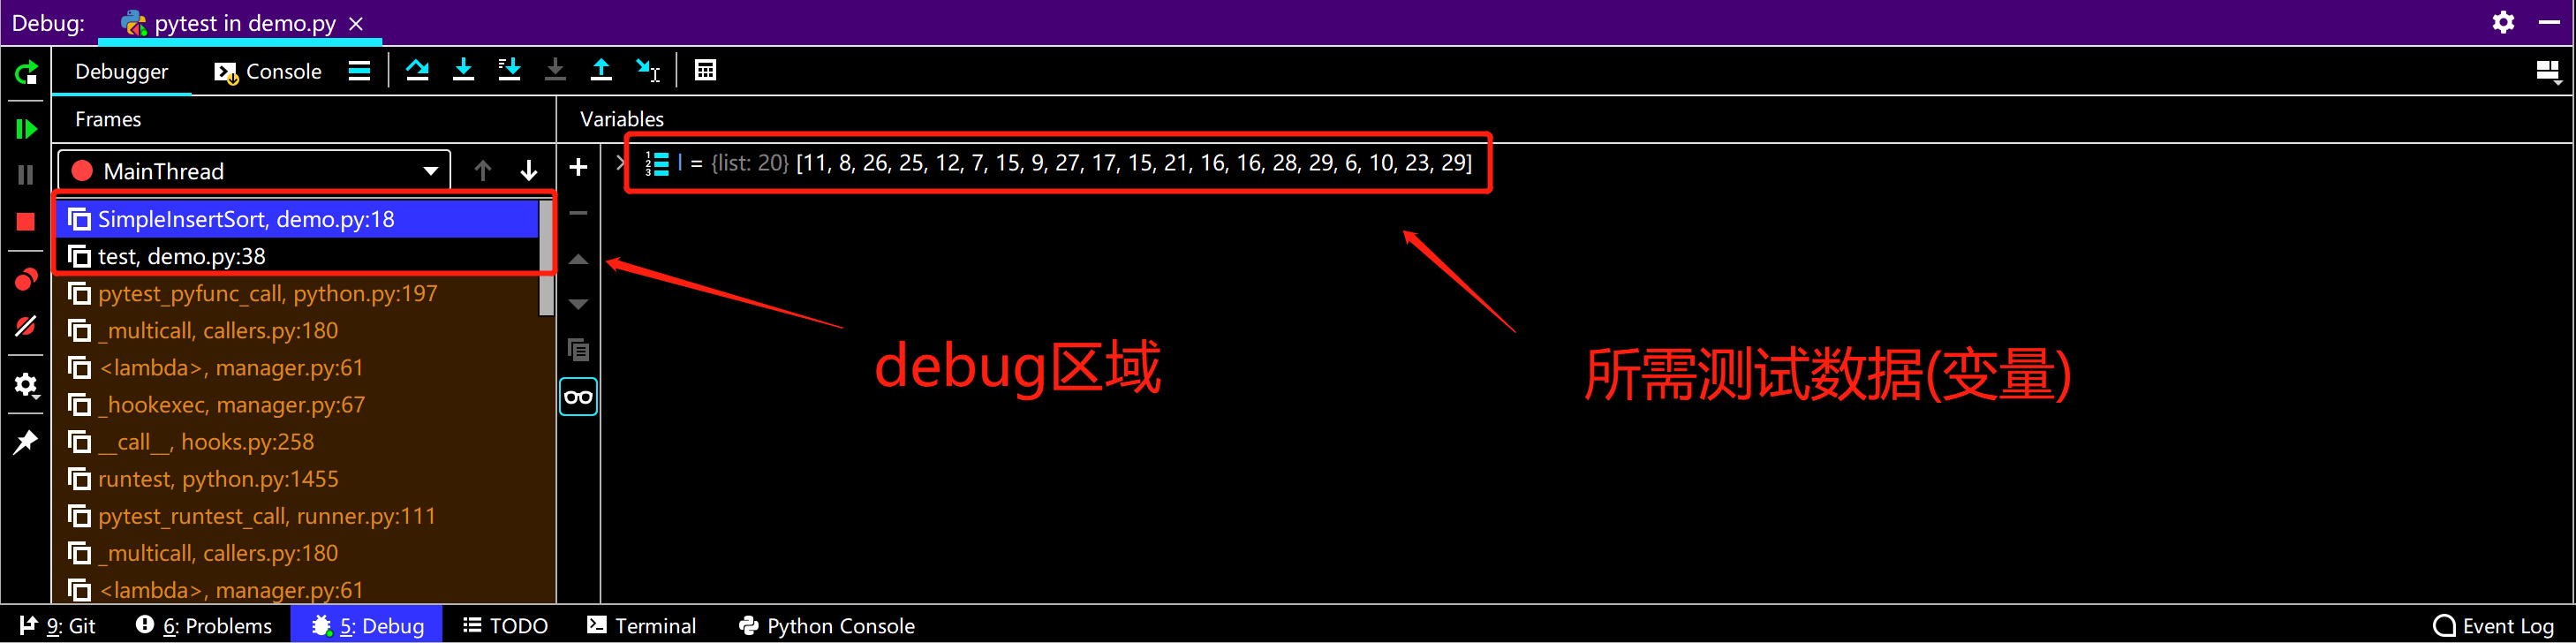 Debug: pytest in demo.py
Debugger Console
Frames Variables
MainThread
1 2 3 l = {list: 20} [11, 8, 26, 25, 12, 7, 15, 9, 27, 17, 15, 21, 16, 16, 28, 29, 6, 10, 23, 29]
SimpleInsertSort, demo.py:18
test, demo.py:38
pytest_pyfunc_call, python.py:197
_multicall, callers.py:180
<lambda>, manager.py:61
_hookexec, manager.py:67
__call__, hooks.py:258
runtest, python.py:1455
pytest_runtest_call, runner.py:111
_multicall, callers.py:180
<lambda>, manager.py:61
debug区域
所需测试数据(变量)
9: Git 6: Problems 5: Debug TODO Terminal Python Console Event Log